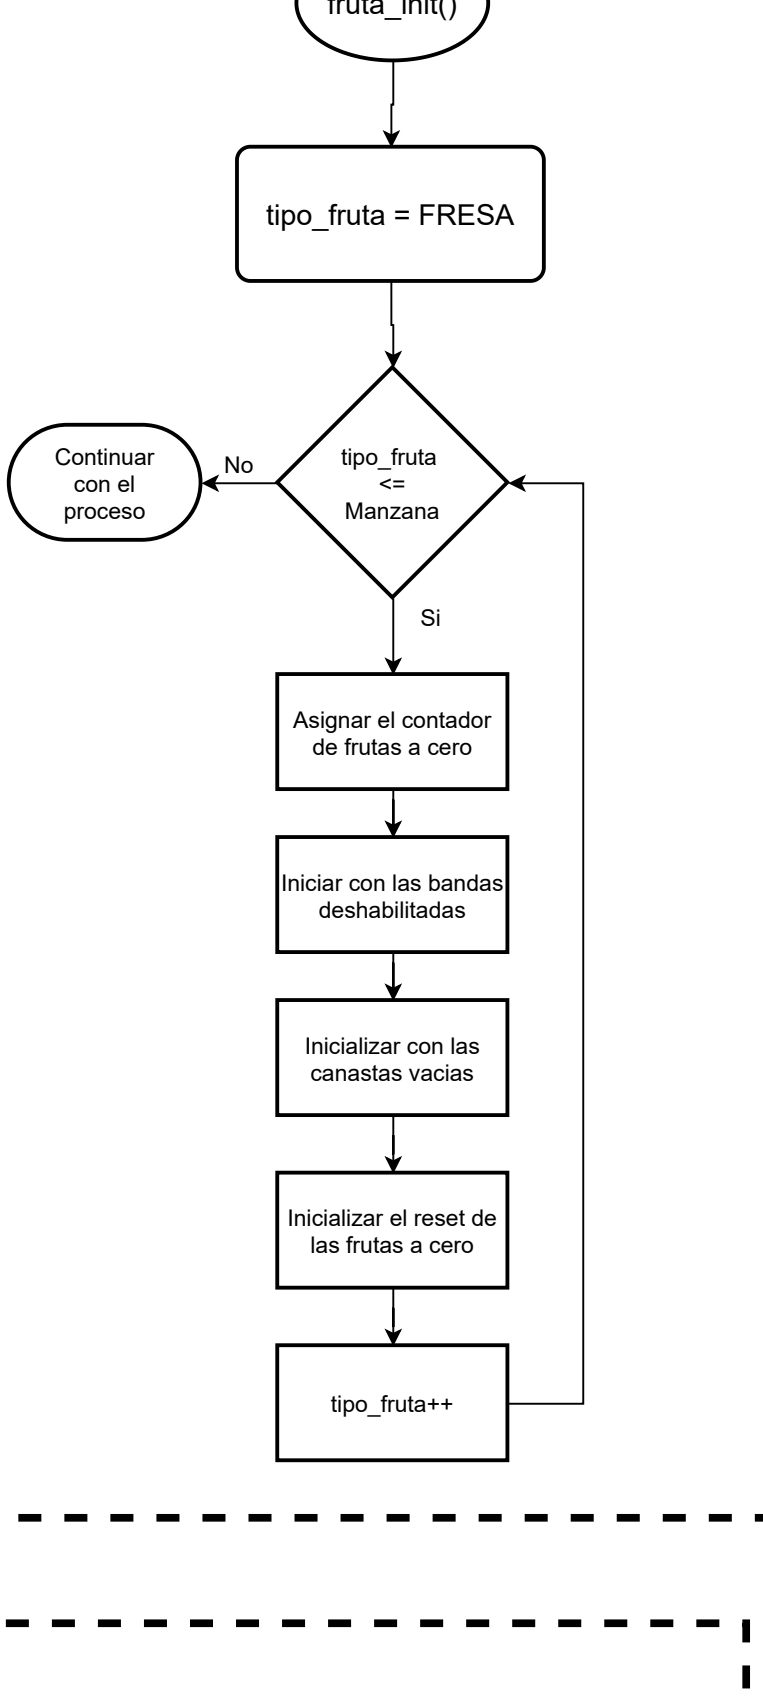 fruta_init()
tipo_fruta = FRESA
tipo_fruta
<=
Manzana
No
Continuar
con el
proceso
Si
Asignar el contador
de frutas a cero
Iniciar con las bandas
deshabilitadas
Inicializar con las
canastas vacias
Inicializar el reset de
las frutas a cero
tipo_fruta++